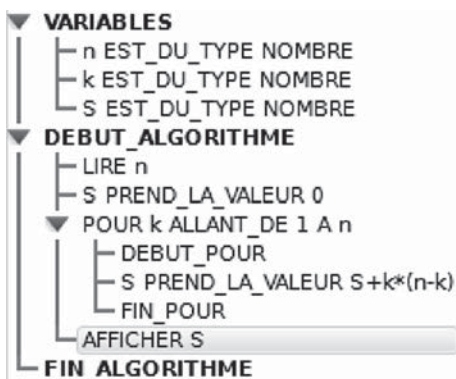 VARIABLES
n EST_DU_TYPE NOMBRE
k EST_DU_TYPE NOMBRE
S EST_DU_TYPE NOMBRE
DEBUT_ALGORITHME
LIRE n
S PREND_LA_VALEUR 0
POUR k ALLANT_DE 1 A n
DEBUT_POUR
S PREND_LA_VALEUR S+k*(n-k)
FIN_POUR
AFFICHER S
FIN_ALGORITHME